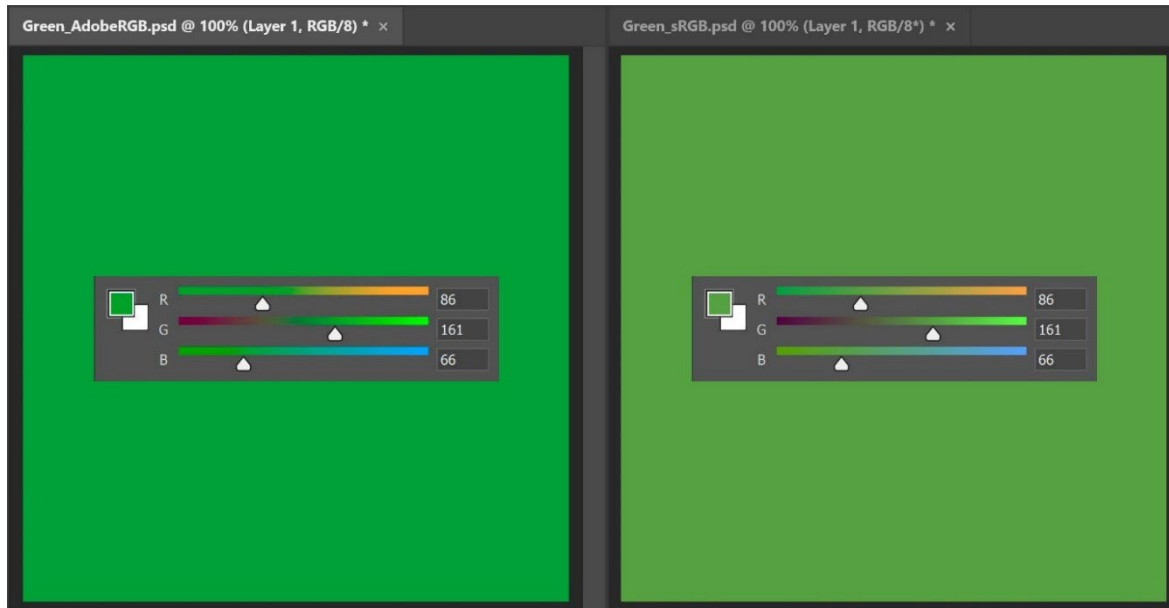 Green_AdobeRGB.psd @ 100% (Layer 1, RGB/8) * ×
Green_sRGB.psd @ 100% (Layer 1, RGB/8*) * ×
R 86
G 161
B 66
R 86
G 161
B 66